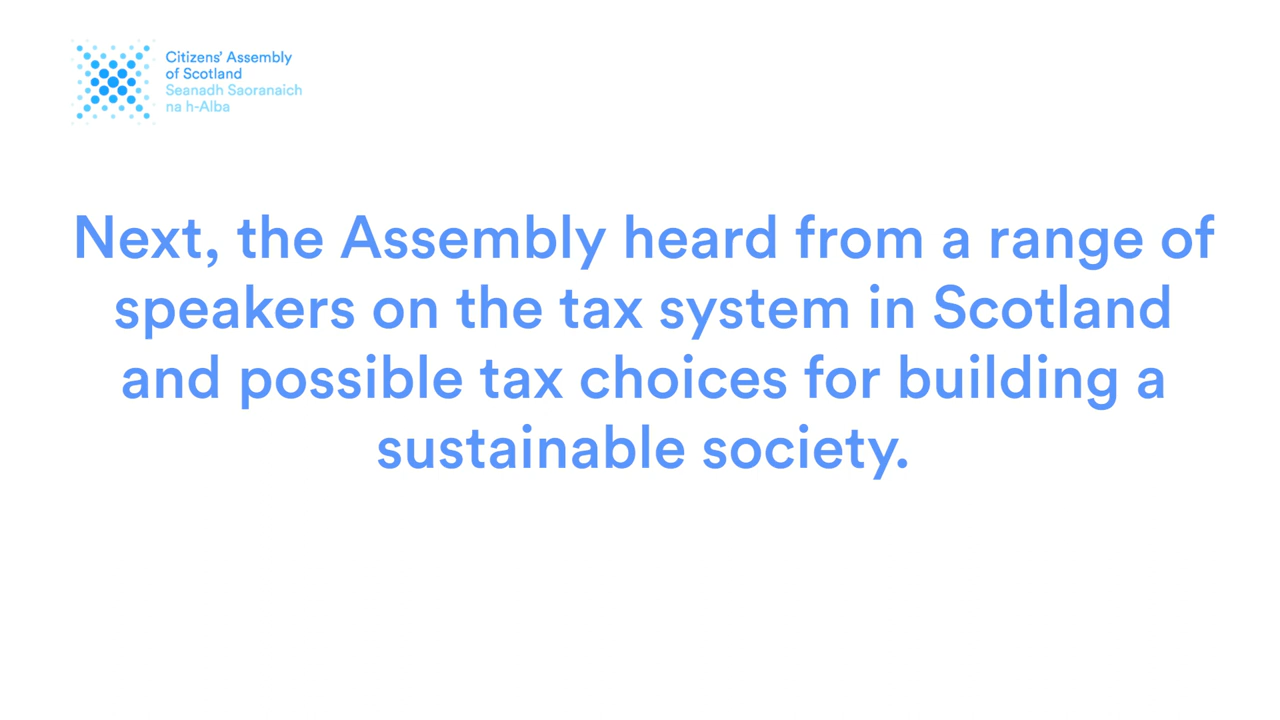 Citizens' Assembly
of Scotland
Seanadh Saoranaich
na h-Alba
Next, the Assembly heard from a range of
speakers on the tax system in Scotland
and possible tax choices for building a
sustainable society.